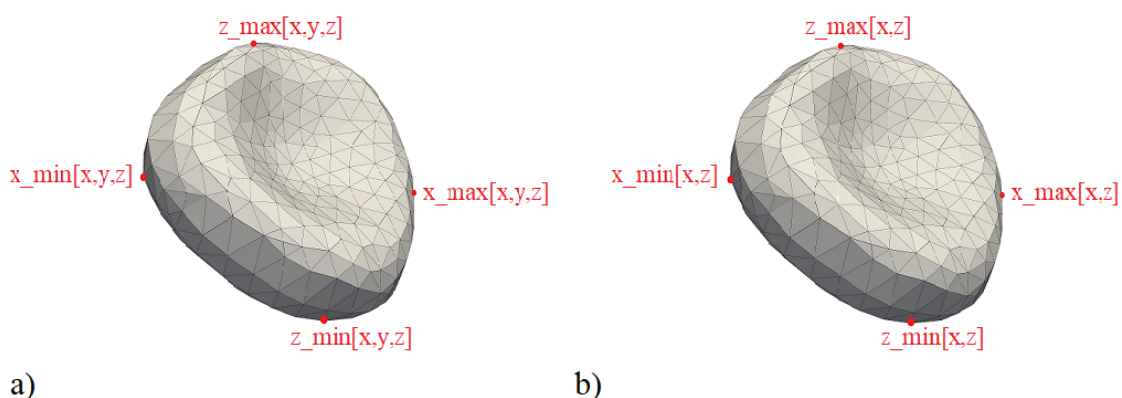 z_max[x,y,z]
x_min[x,y,z]
x_max[x,y,z]
z_min[x,y,z]
a)
z_max[x,z]
x_min[x,z]
x_max[x,z]
z_min[x,z]
b)